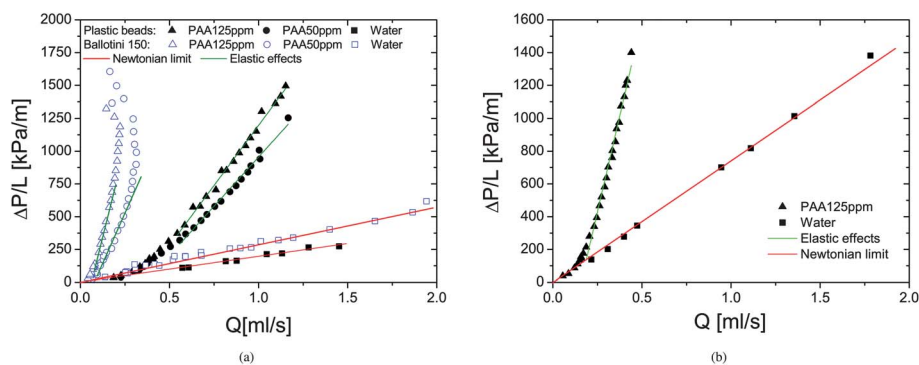 2000
1750
1500
1250
1000
750
500
250
0
ΔP/L [kPa/m]
Plastic beads: PAA125ppm PAA50ppm Water
Ballotini 150: PAA125ppm PAA50ppm Water
Newtonian limit Elastic effects
0.0 0.5 1.0 1.5 2.0
Q[ml/s]
(a)
(b)
1600
1400
1200
1000
800
600
400
200
0
ΔP/L [kPa/m]
PAA125ppm
Water
Elastic effects
Newtonian limit
0.0 0.5 1.0 1.5 2.0
Q [ml/s]
(b)